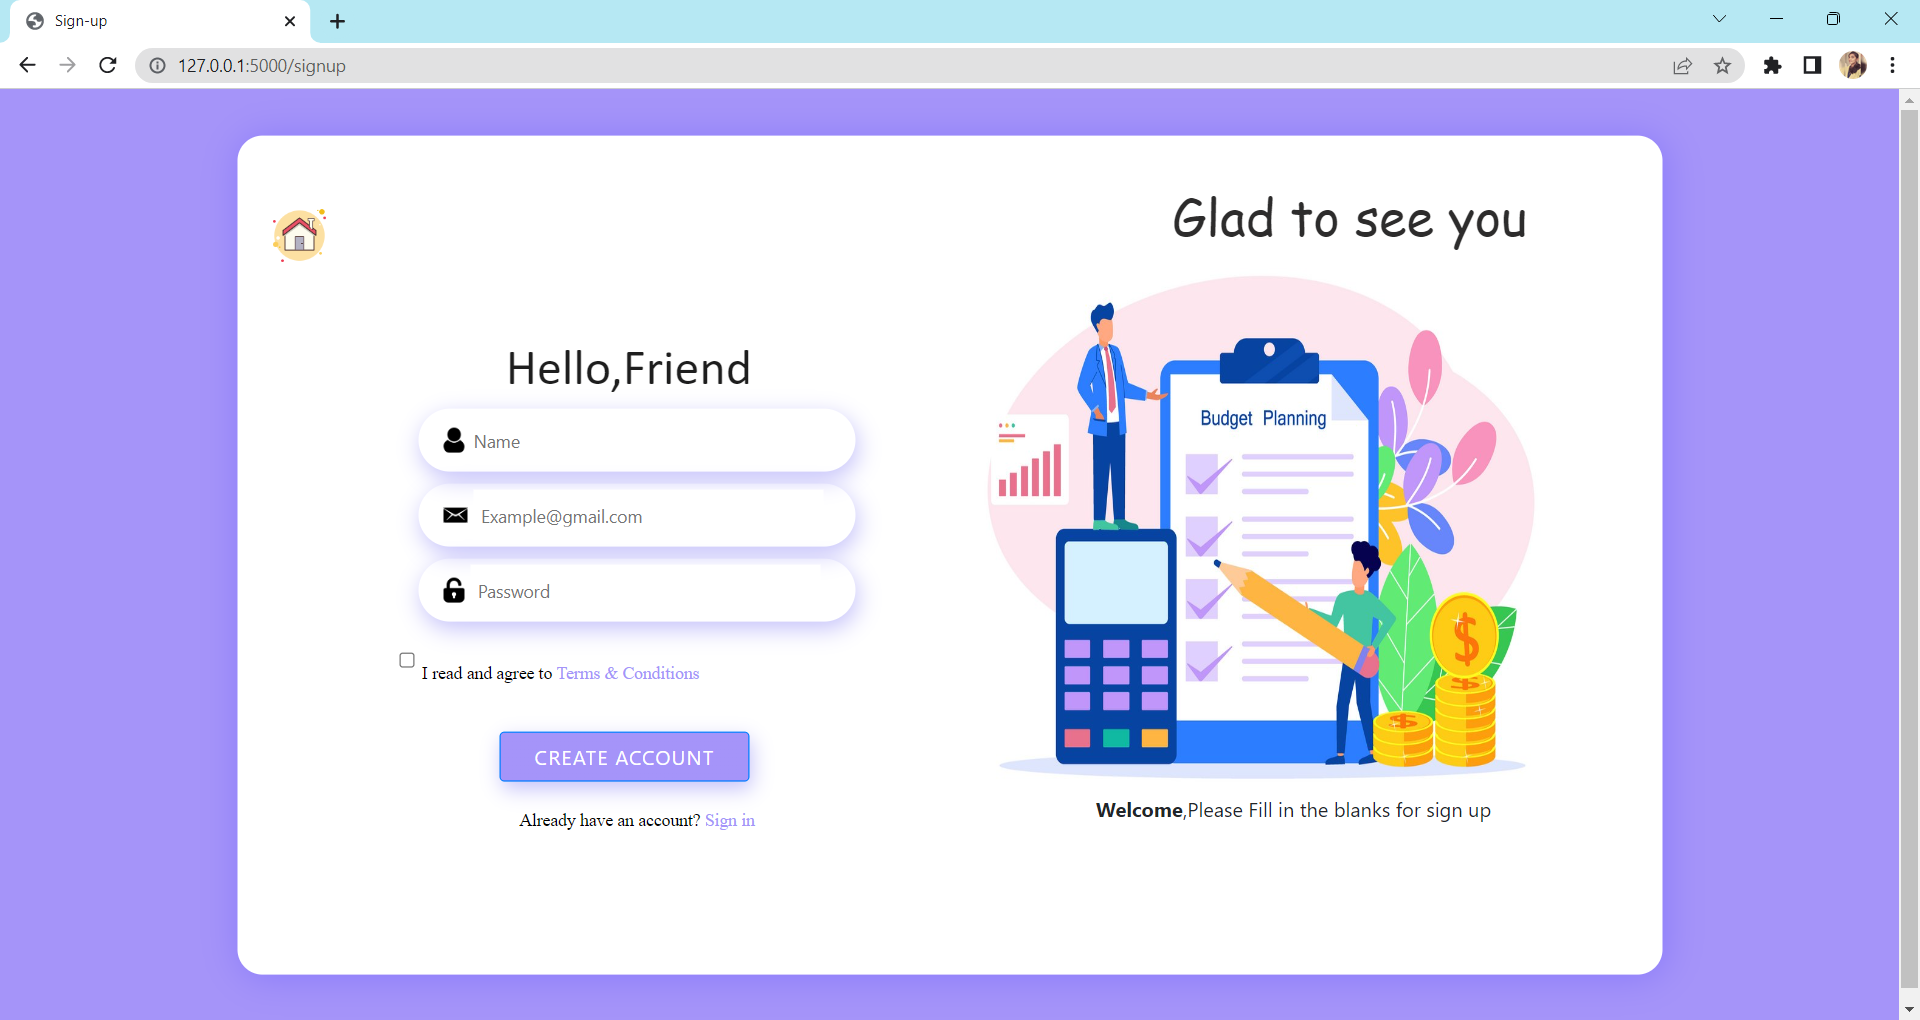 Sign-up
127.0.0.1:5000/signup
Glad to see you
Hello,Friend
Name
Example@gmail.com
Password
I read and agree to Terms & Conditions
CREATE ACCOUNT
Already have an account? Sign in
Budget Planning
$
$
$
Welcome,Please Fill in the blanks for sign up